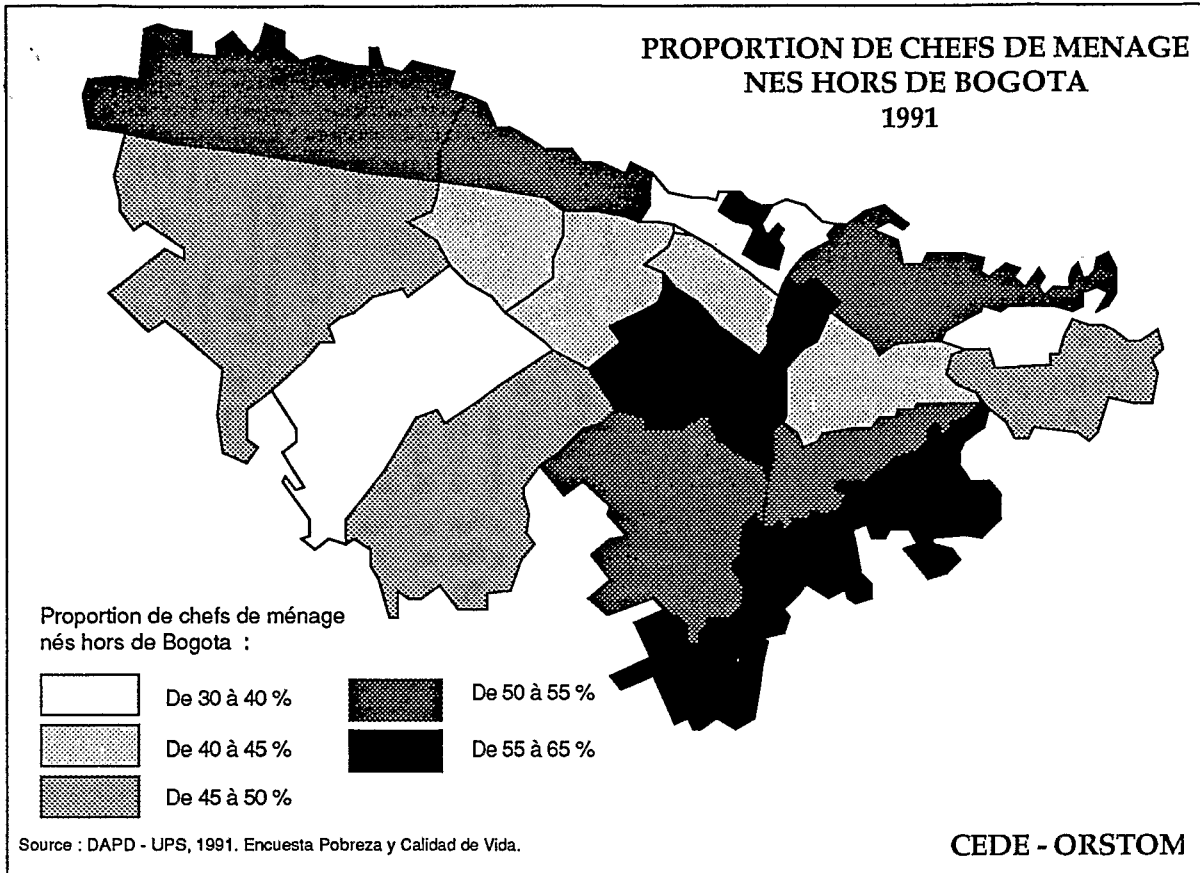 PROPORTION DE CHEFS DE MENAGE
NES HORS DE BOGOTA
1991
Proportion de chefs de ménage
nés hors de Bogota :
De 30 à 40 %
De 40 à 45 %
De 45 à 50 %
De 50 à 55 %
De 55 à 65 %
Source : DAPD - UPS, 1991. Encuesta Pobreza y Calidad de Vida.
CEDE - ORSTOM